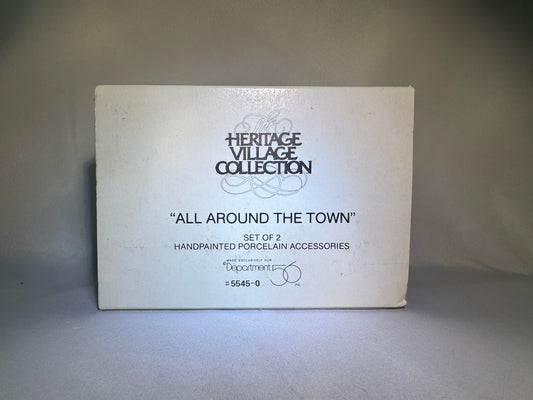 The
HERITAGE
VILLAGE
COLLECTION
“ALL AROUND THE TOWN”
SET OF 2
HANDPAINTED PORCELAIN ACCESSORIES
MADE EXCLUSIVELY FOR
©Department 56 INC.
#5545-0